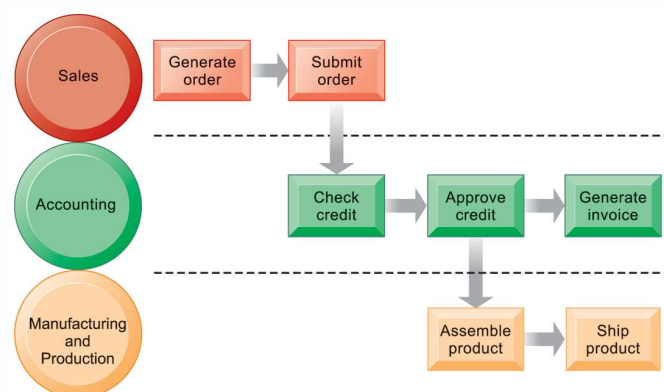 Sales
Generate
order
Submit
order
Accounting
Check
credit
Approve
credit
Generate
invoice
Manufacturing
and
Production
Assemble
product
Ship
product